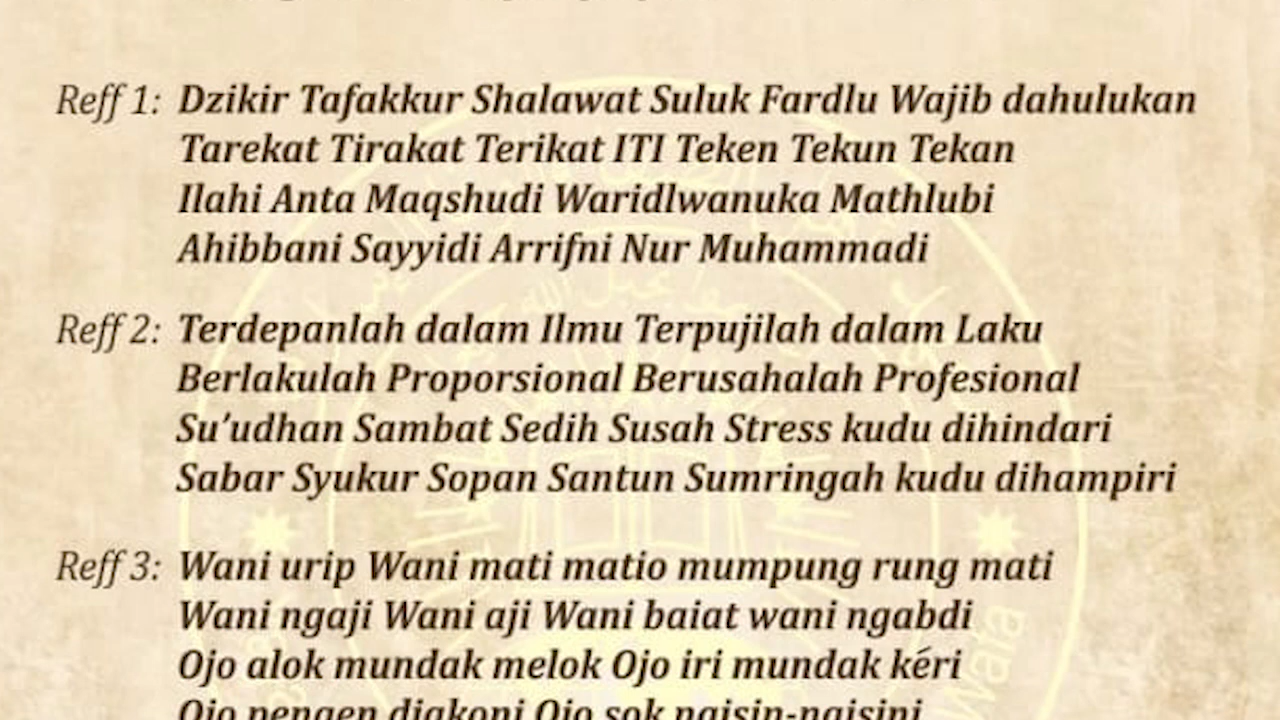 Reff 1: Dzikir Tafakkur Shalawat Suluk Fardlu Wajib dahulukan
Tarekat Tirakat Terikat ITI Teken Tekun Tekan
Ilahi Anta Maqshudi Waridlwanuka Mathlubi
Ahibbani Sayyidi Arrifni Nur Muhammadi
Reff 2: Terdepanlah dalam Ilmu Terpujilah dalam Laku
Berlakulah Proporsional Berusahalah Profesional
Su’udhan Sambat Sedih Susah Stress kudu dihindari
Sabar Syukur Sopan Santun Sumringah kudu dihampiri
Reff 3: Wani urip Wani mati matio mumpung rung mati
Wani ngaji Wani aji Wani baiat wani ngabdi
Ojo alok mundak melok Ojo iri mundak kéri
Ojo pengen diakoni Ojo sok ngisin-ngisini